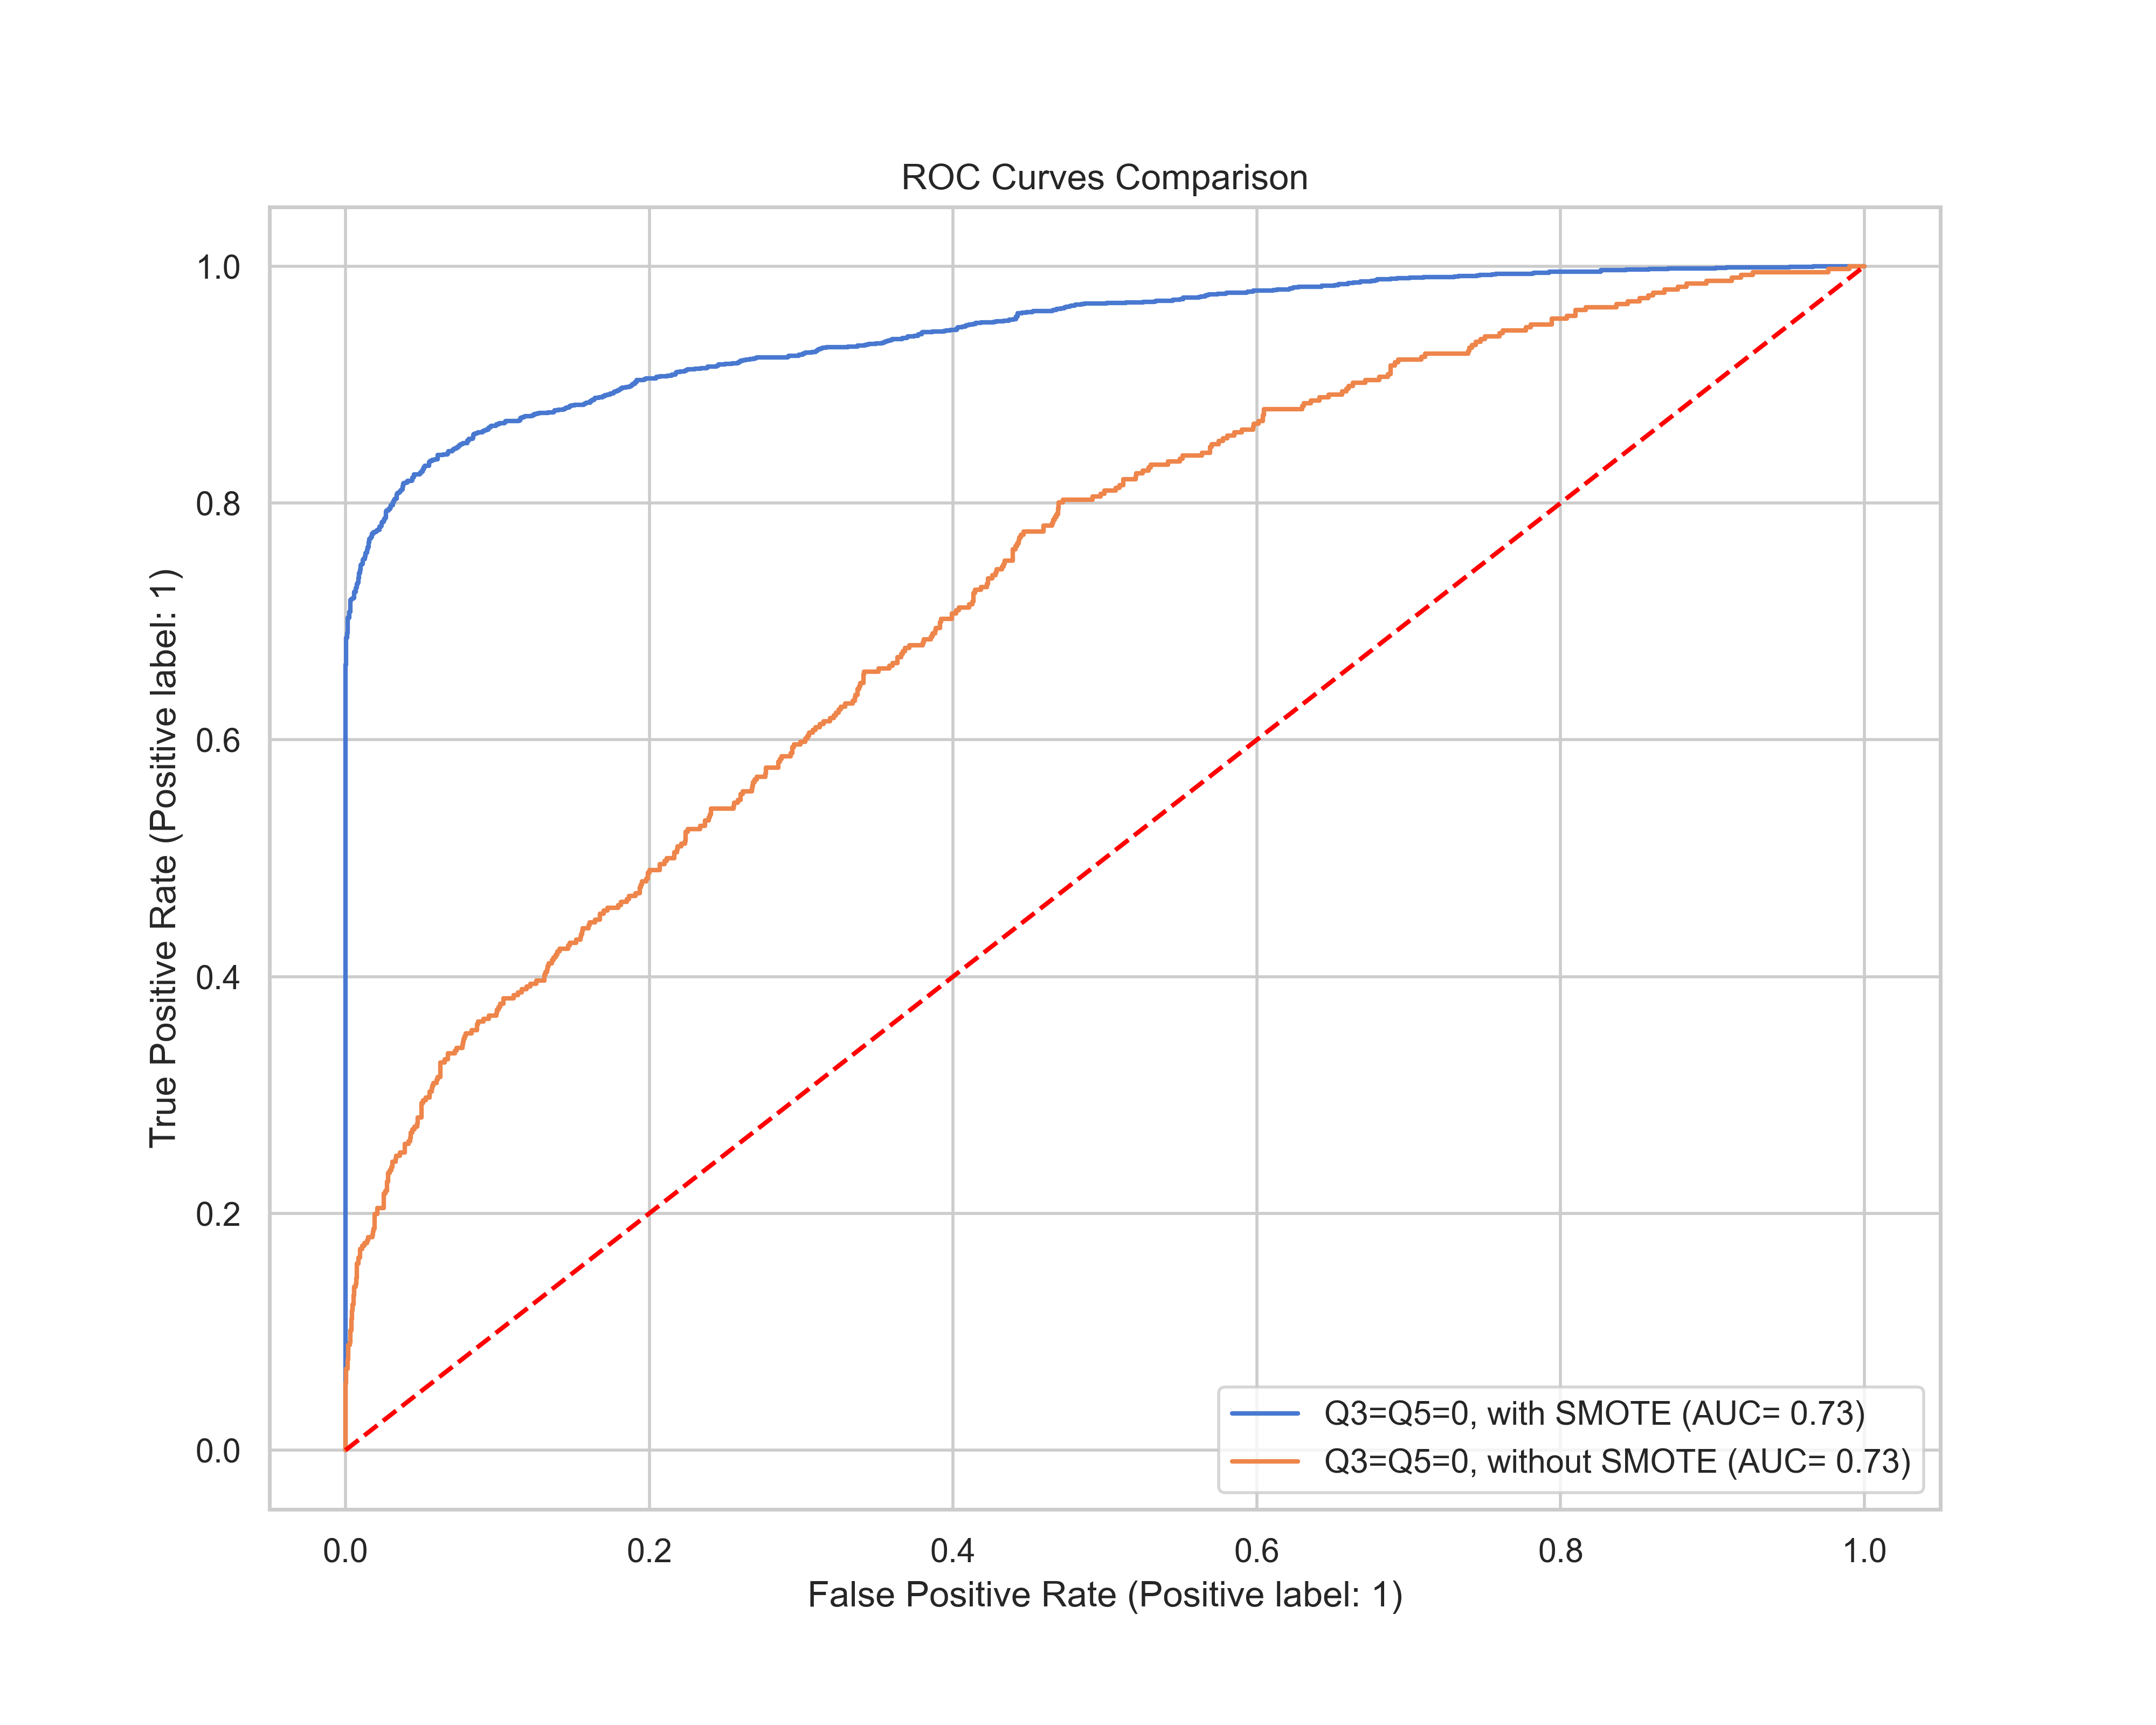 ROC Curves Comparison
True Positive Rate (Positive label: 1)
1.0
0.8
0.6
0.4
0.2
0.0
0.0 0.2 0.4 0.6 0.8 1.0
False Positive Rate (Positive label: 1)
Q3=Q5=0, with SMOTE (AUC= 0.73)
Q3=Q5=0, without SMOTE (AUC= 0.73)